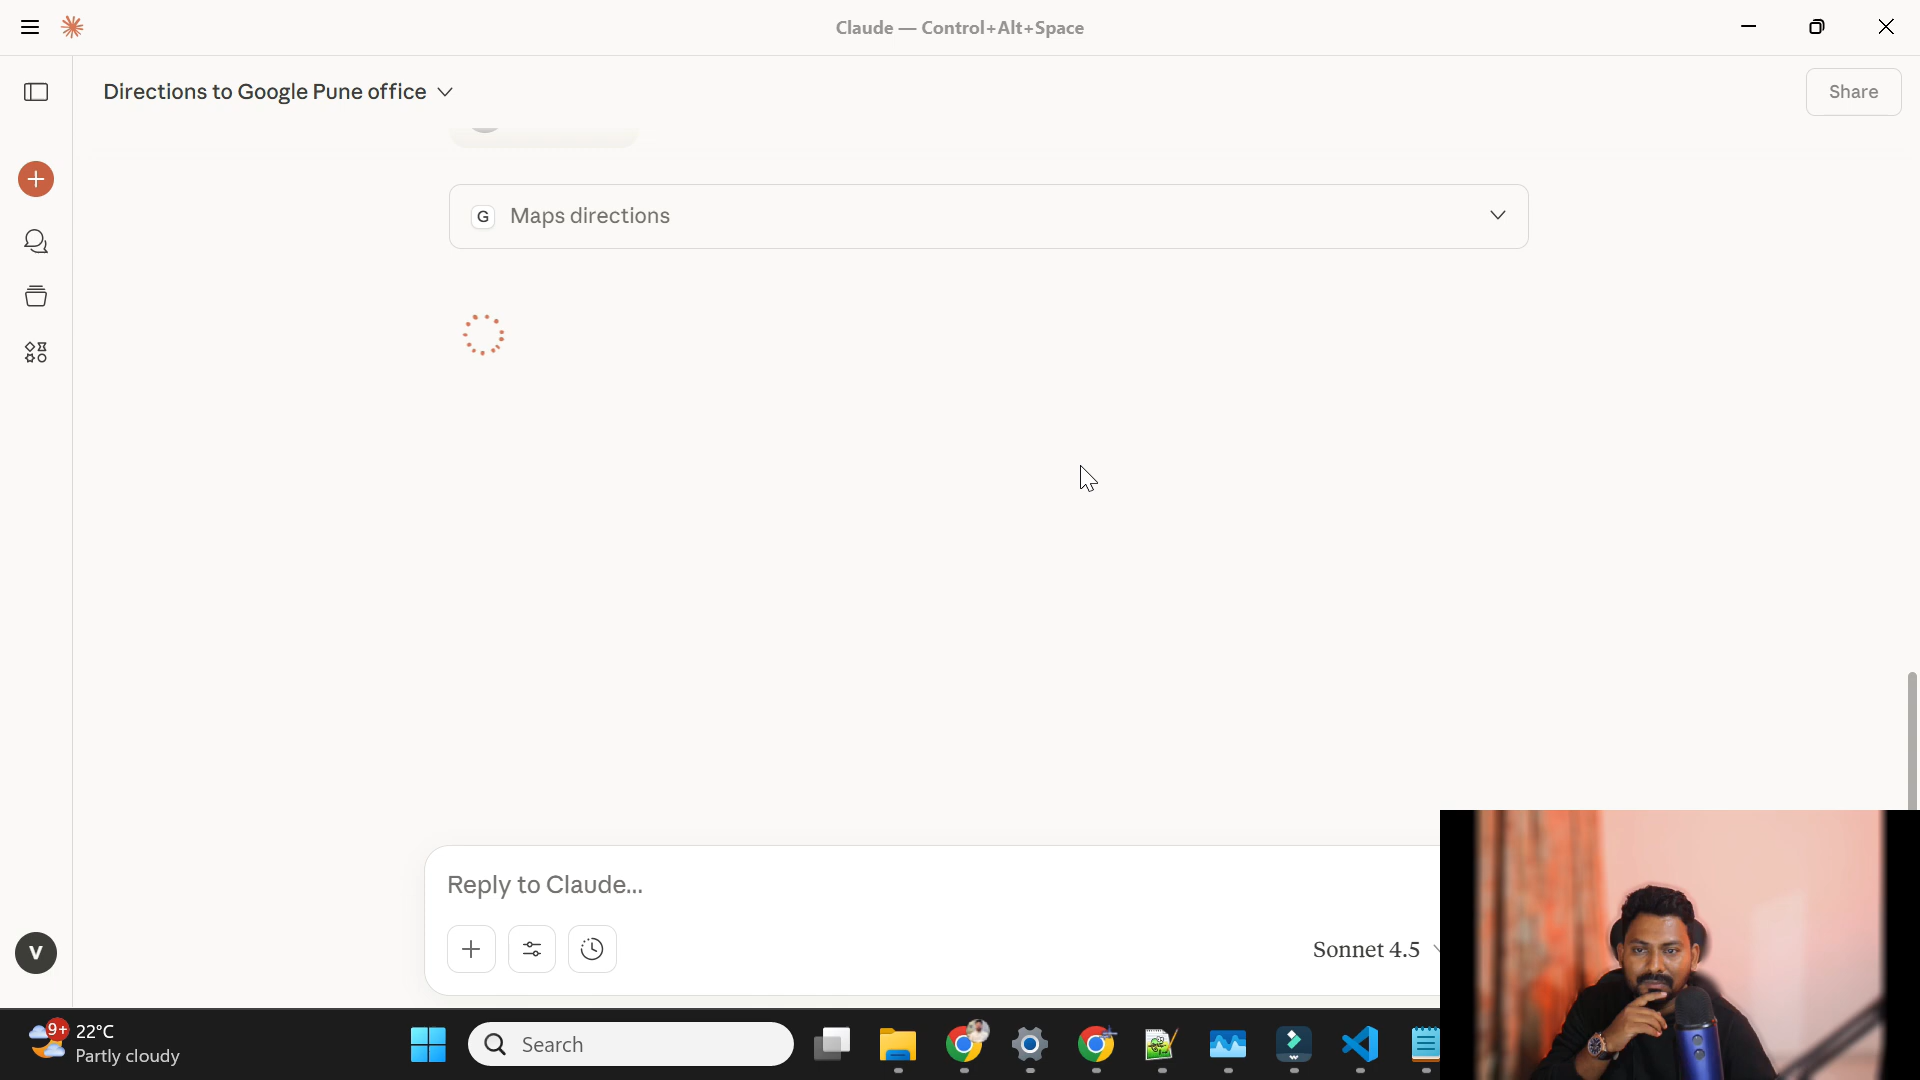 Claude — Control+Alt+Space
Directions to Google Pune office
Share
G Maps directions
Reply to Claude...
Sonnet 4.5
V
9+
22°C
Partly cloudy
Search